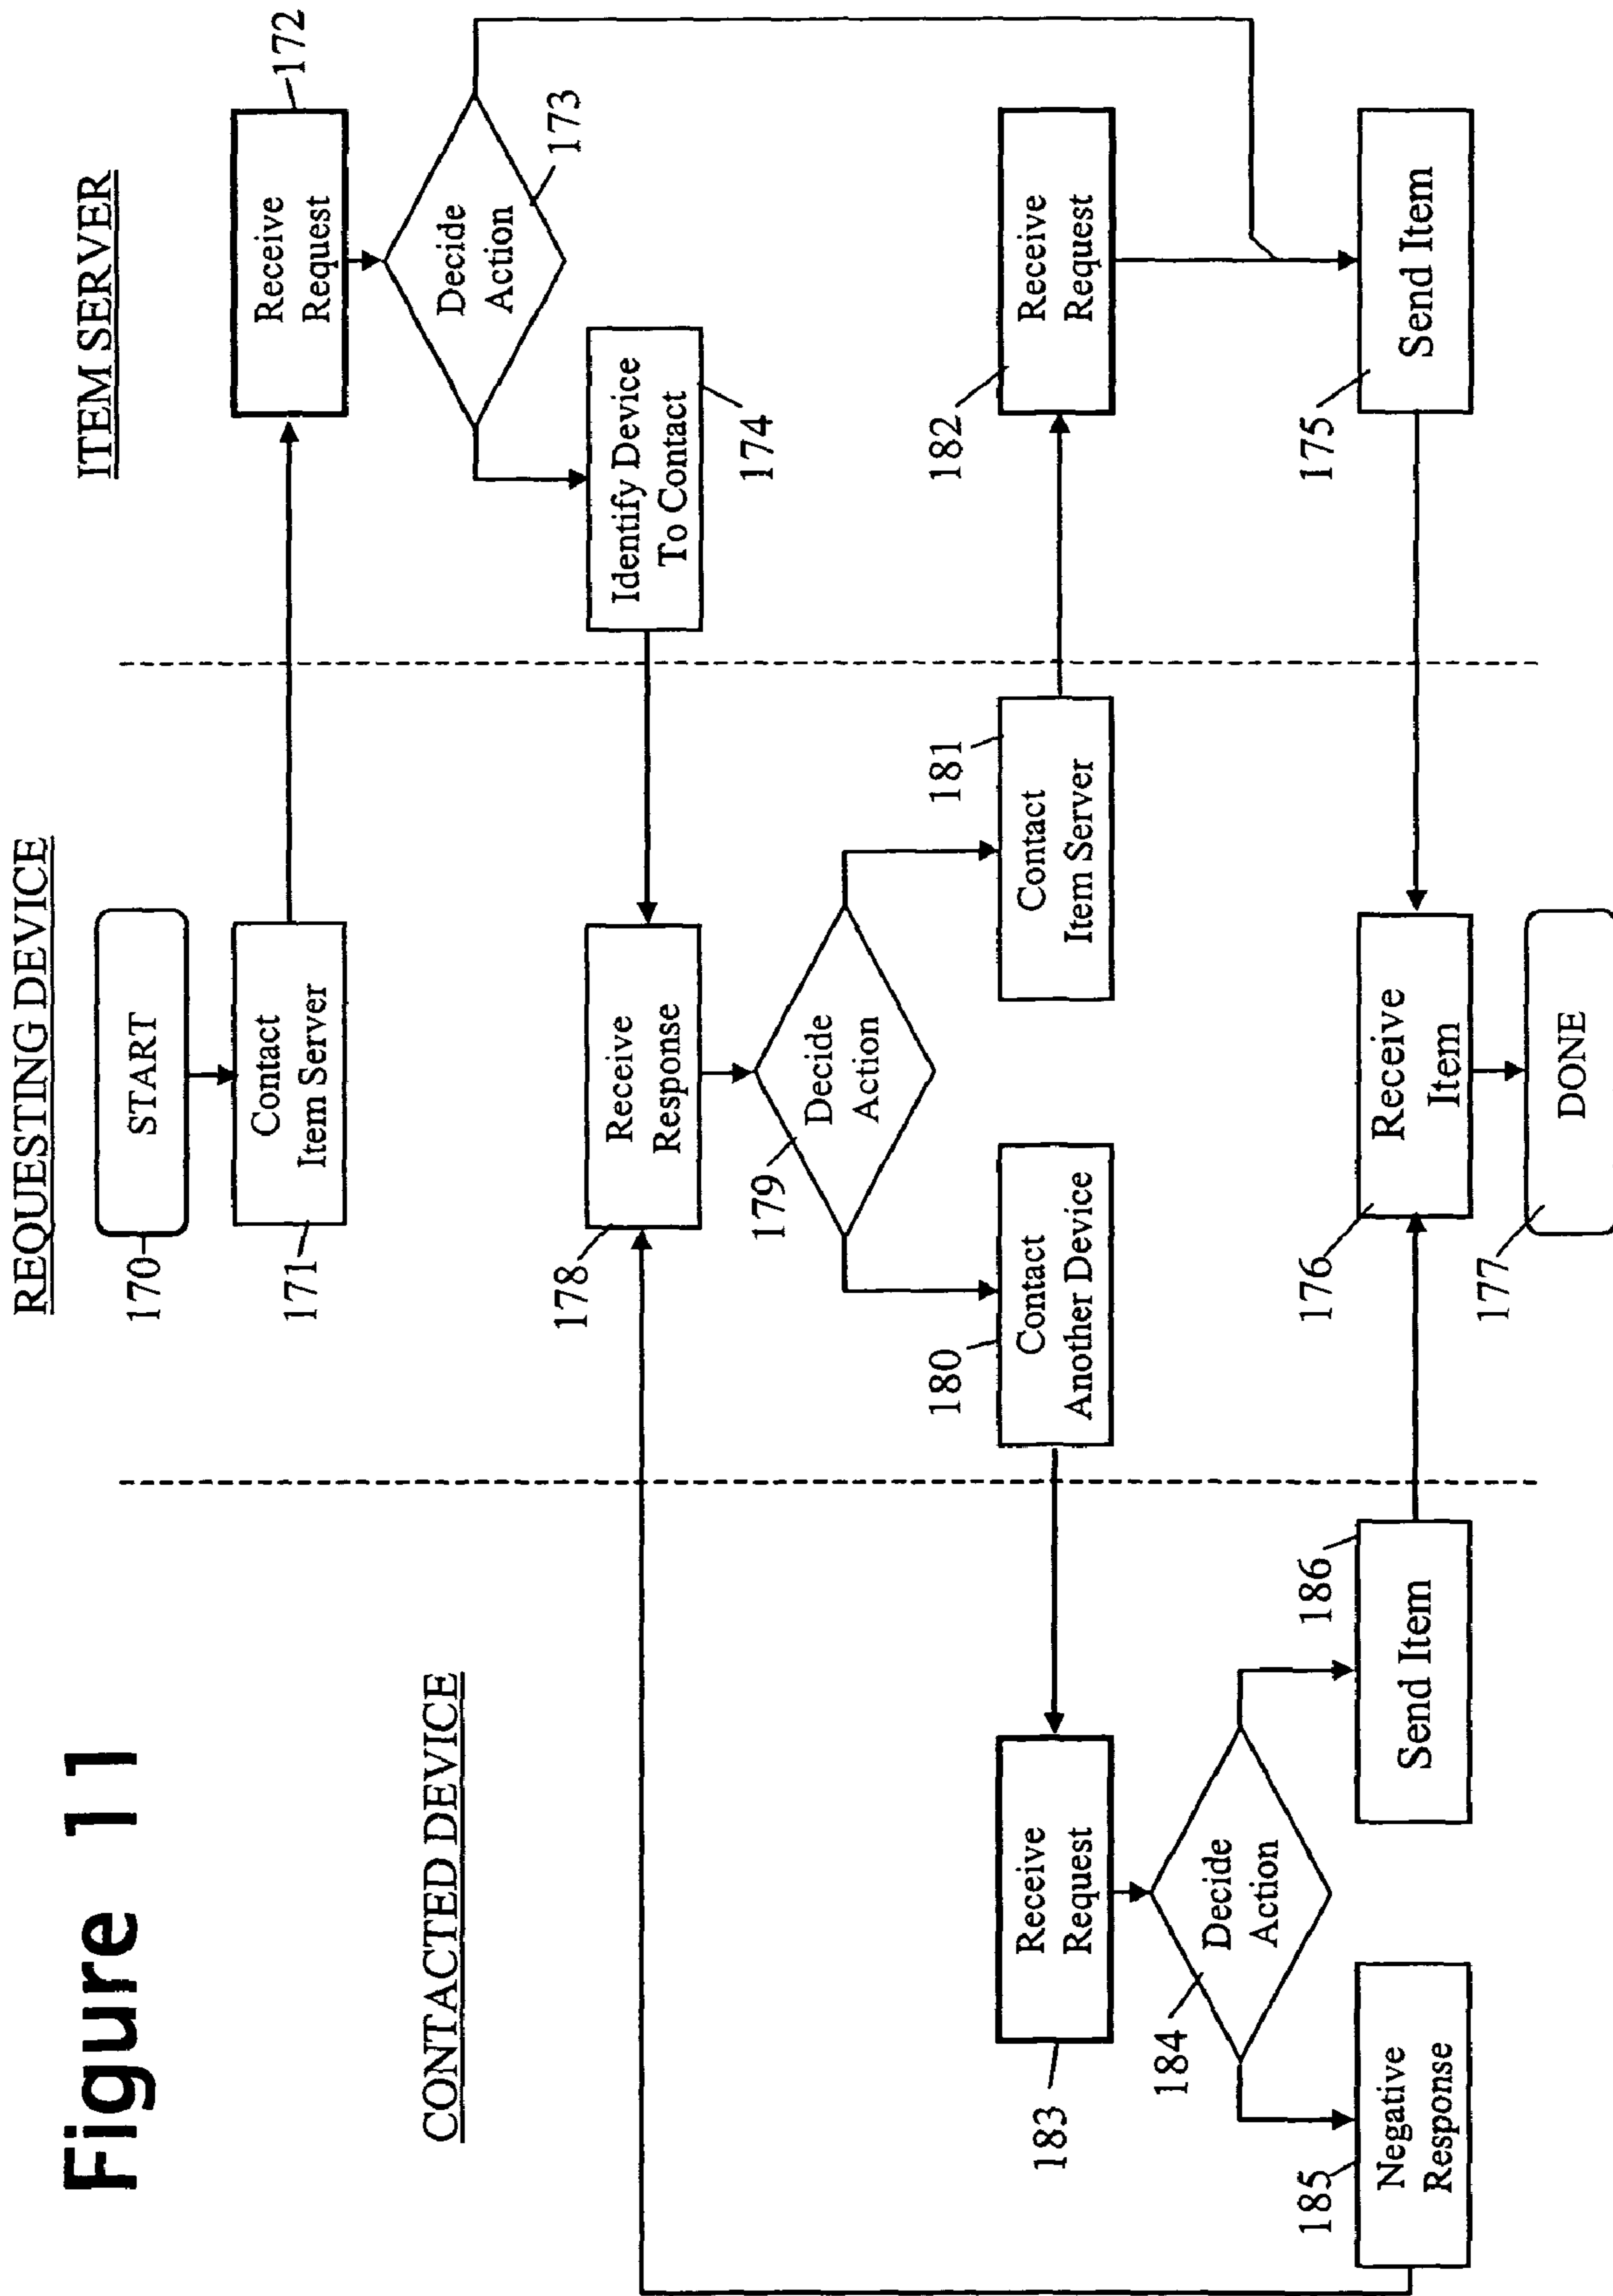 Figure 11
CONTACTED DEVICE
REQUESTING DEVICE
ITEM SERVER
START
170
Contact
Item Server
171
Receive
Request
172
Decide
Action
173
Identify Device
To Contact
174
Receive
Response
178
Decide
Action
179
Contact
Another Device
180
Contact
Item Server
181
Receive
Request
182
Receive
Request
183
Decide
Action
184
Negative
Response
185
Send Item
186
Receive
Item
176
Send Item
175
DONE
177